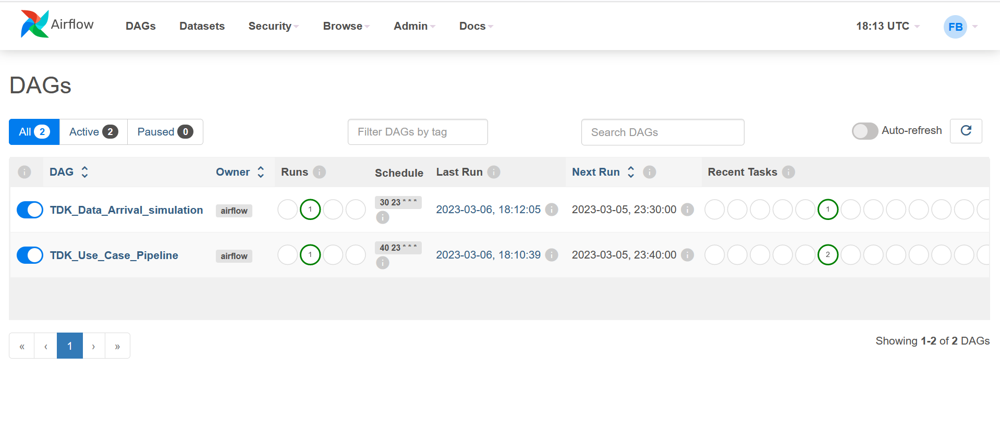 Airflow DAGs Datasets Security Browse Admin Docs 18:13 UTC FB
DAGs
All 2 Active 2 Paused 0 Filter DAGs by tag Search DAGs Auto-refresh
i DAG Owner Runs i Schedule Last Run i Next Run i Recent Tasks i
TDK_Data_Arrival_simulation airflow 1 30 23 * * * i 2023-03-06, 18:12:05 i 2023-03-05, 23:30:00 i 1
TDK_Use_Case_Pipeline airflow 1 40 23 * * * i 2023-03-06, 18:10:39 i 2023-03-05, 23:40:00 i 2
« ‹ 1 › » Showing 1-2 of 2 DAGs